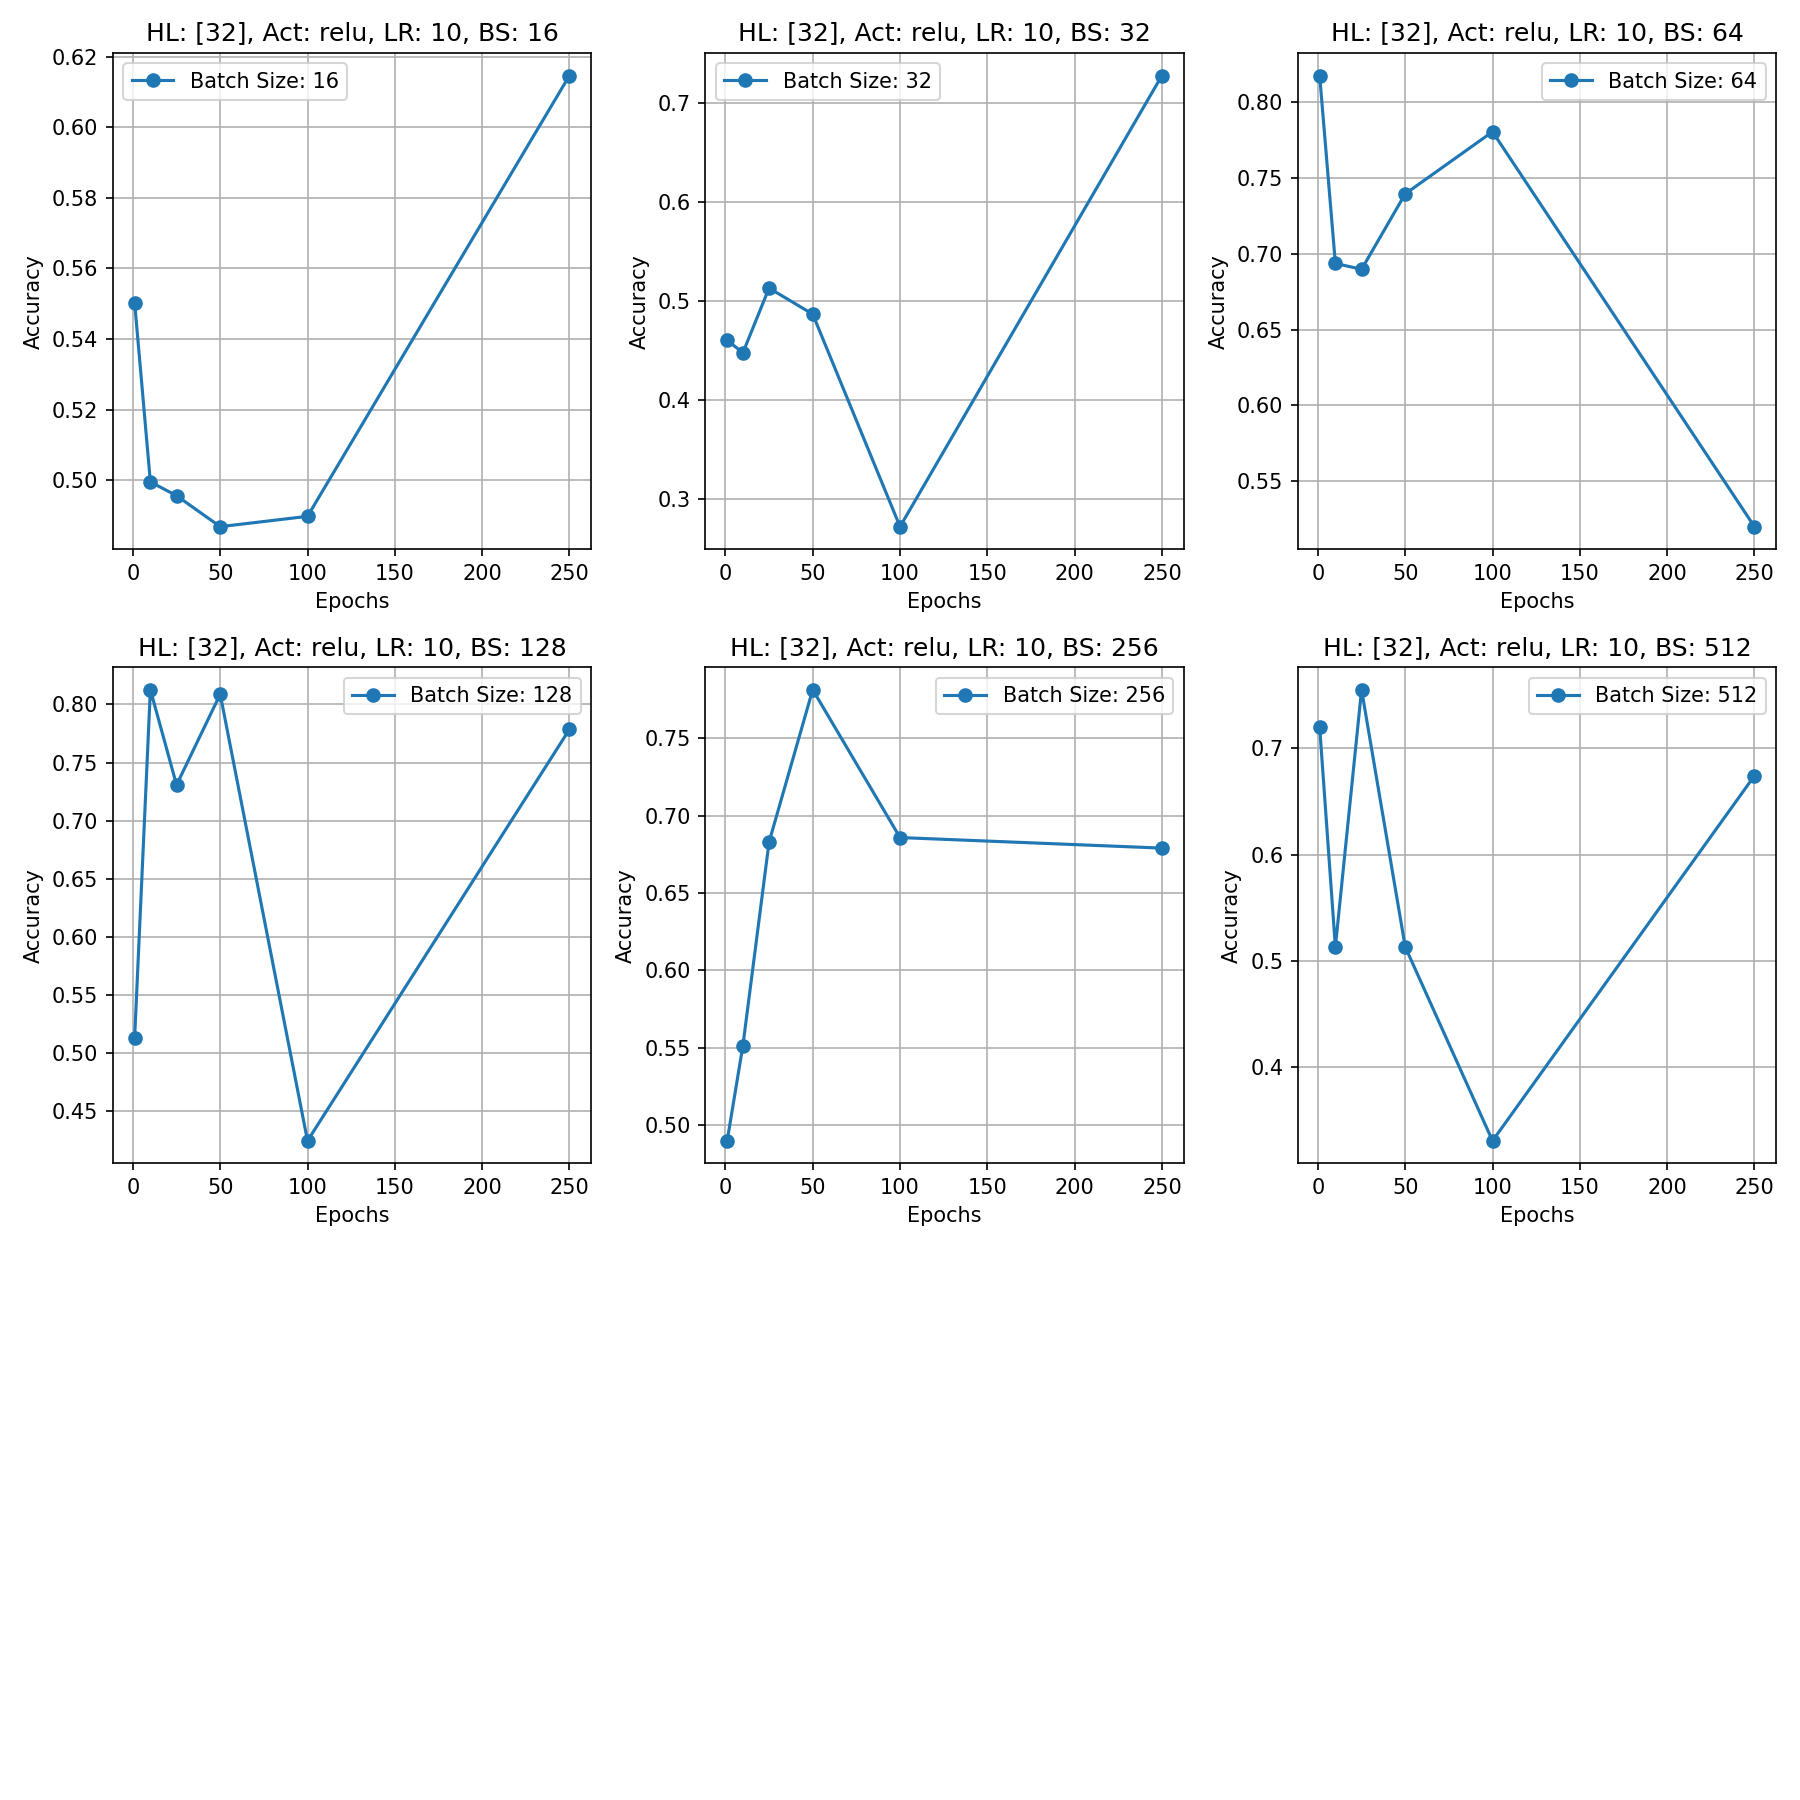 HL: [32], Act: relu, LR: 10, BS: 16
Batch Size: 16
Accuracy
0.62
0.60
0.58
0.56
0.54
0.52
0.50
0 50 100 150 200 250
Epochs
HL: [32], Act: relu, LR: 10, BS: 32
Batch Size: 32
Accuracy
0.7
0.6
0.5
0.4
0.3
0 50 100 150 200 250
Epochs
HL: [32], Act: relu, LR: 10, BS: 64
Batch Size: 64
Accuracy
0.80
0.75
0.70
0.65
0.60
0.55
0 50 100 150 200 250
Epochs
HL: [32], Act: relu, LR: 10, BS: 128
Batch Size: 128
Accuracy
0.80
0.75
0.70
0.65
0.60
0.55
0.50
0.45
0 50 100 150 200 250
Epochs
HL: [32], Act: relu, LR: 10, BS: 256
Batch Size: 256
Accuracy
0.75
0.70
0.65
0.60
0.55
0.50
0 50 100 150 200 250
Epochs
HL: [32], Act: relu, LR: 10, BS: 512
Batch Size: 512
Accuracy
0.7
0.6
0.5
0.4
0 50 100 150 200 250
Epochs